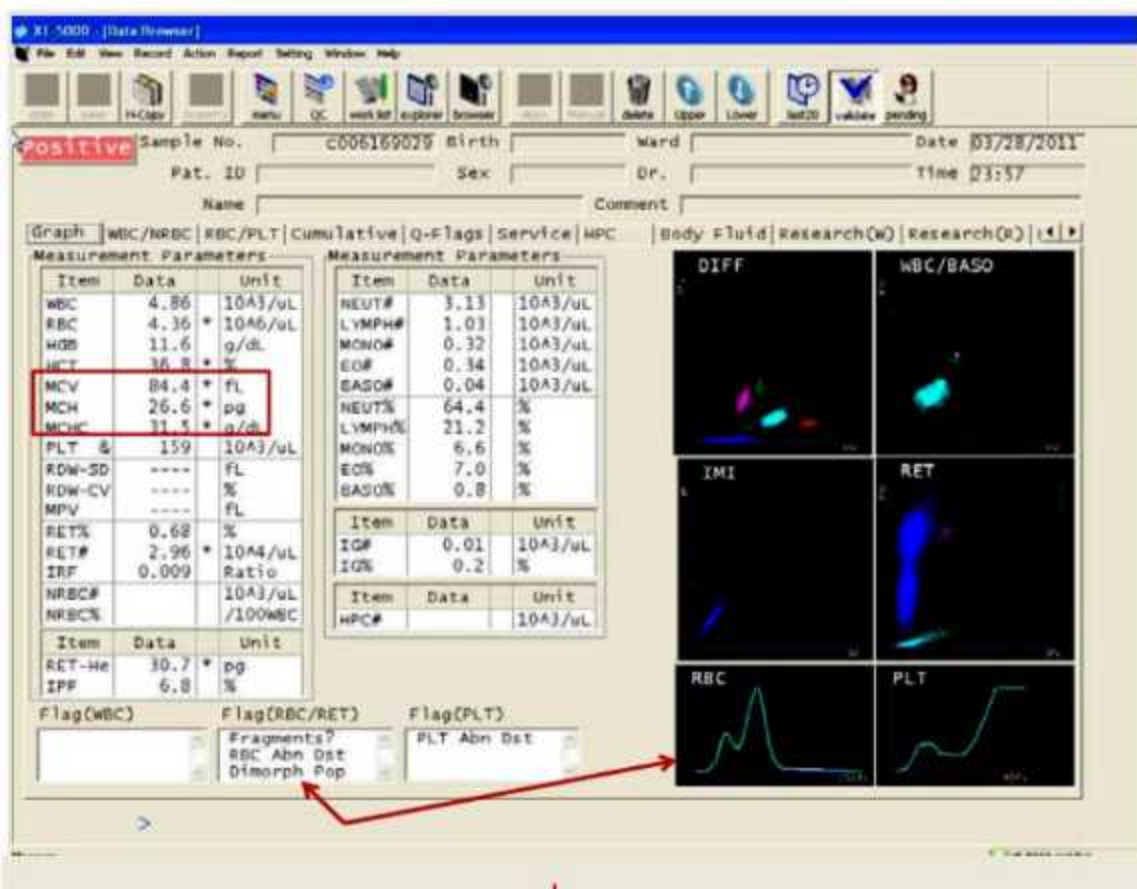 XT-5000 - [Data Browser]
File Edit View Record Action Report Setting Window Help
H-Copy menu QC work list explorer browser delete Upper Lower last20 validate pending
Positive Sample No. C006169029 Birth Ward Date 03/28/2011
Pat. ID Sex Dr. Time 23:57
Name Comment
Graph WBC/NRBC RBC/PLT Cumulative Q-Flags Service HPC Body Fluid Research(W) Research(R)
Measurement Parameters
Item Data Unit
WBC 4.86 10^3/uL
RBC 4.36 * 10^6/uL
HGB 11.6 g/dL
HCT 36.8 * %
MCV 84.4 * fL
MCH 26.6 * pg
MCHC 31.5 * g/dL
PLT & 159 10^3/uL
RDW-SD ---- fL
RDW-CV ---- %
MPV ---- fL
RET% 0.68 %
RET# 2.96 * 10^4/uL
IRF 0.009 Ratio
NRBC# 10^3/uL
NRBC% /100WBC
Item Data Unit
RET-He 30.7 * pg
IPF 6.8 %
Measurement Parameters
Item Data Unit
NEUT# 3.13 10^3/uL
LYMPH# 1.03 10^3/uL
MONO# 0.32 10^3/uL
EO# 0.34 10^3/uL
BASO# 0.04 10^3/uL
NEUT% 64.4 %
LYMPH% 21.2 %
MONO% 6.6 %
EO% 7.0 %
BASO% 0.8 %
Item Data Unit
IG# 0.01 10^3/uL
IG% 0.2 %
Item Data Unit
HPC# 10^3/uL
DIFF
WBC/BASO
IMI
RET
RBC
PLT
Flag(WBC) Flag(RBC/RET) Flag(PLT)
Fragments?
RBC Abn Dst
Dimorph Pop
PLT Abn Dst
>